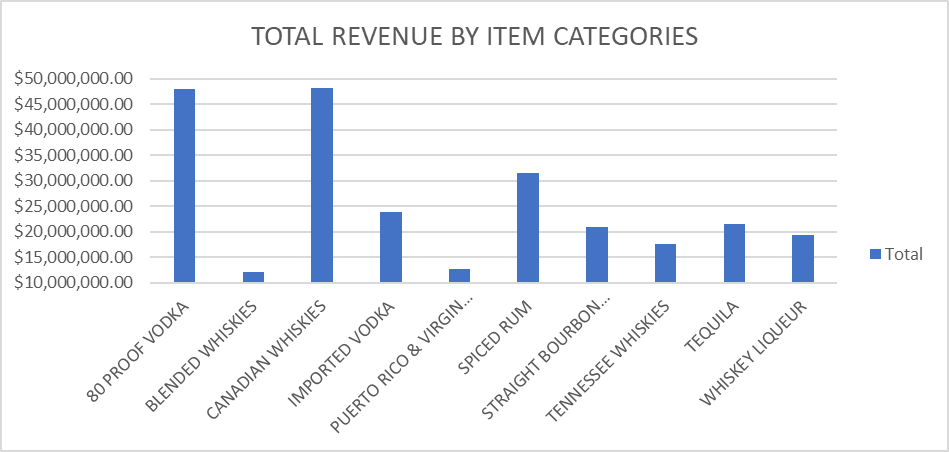 TOTAL REVENUE BY ITEM CATEGORIES
$50,000,000.00
$45,000,000.00
$40,000,000.00
$35,000,000.00
$30,000,000.00
$25,000,000.00
$20,000,000.00
$15,000,000.00
$10,000,000.00
Total
80 PROOF VODKA
BLENDED WHISKIES
CANADIAN WHISKIES
IMPORTED VODKA
PUERTO RICO & VIRGIN...
SPICED RUM
STRAIGHT BOURBON...
TENNESSEE WHISKIES
TEQUILA
WHISKEY LIQUEUR